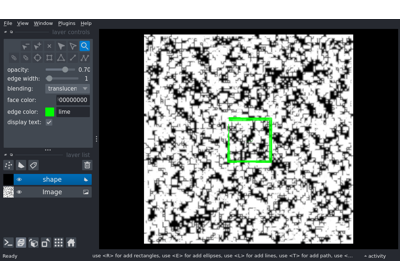 File View Window Plugins Help
layer controls
opacity: 0.70
edge width: 1
blending: translucen
face color: 00000000
edge color: lime
display text:
layer list
shape
Image
Ready
use <R> for add rectangles, use <E> for add ellipses, use <L> for add lines, use <T> for add path, use <...
activity